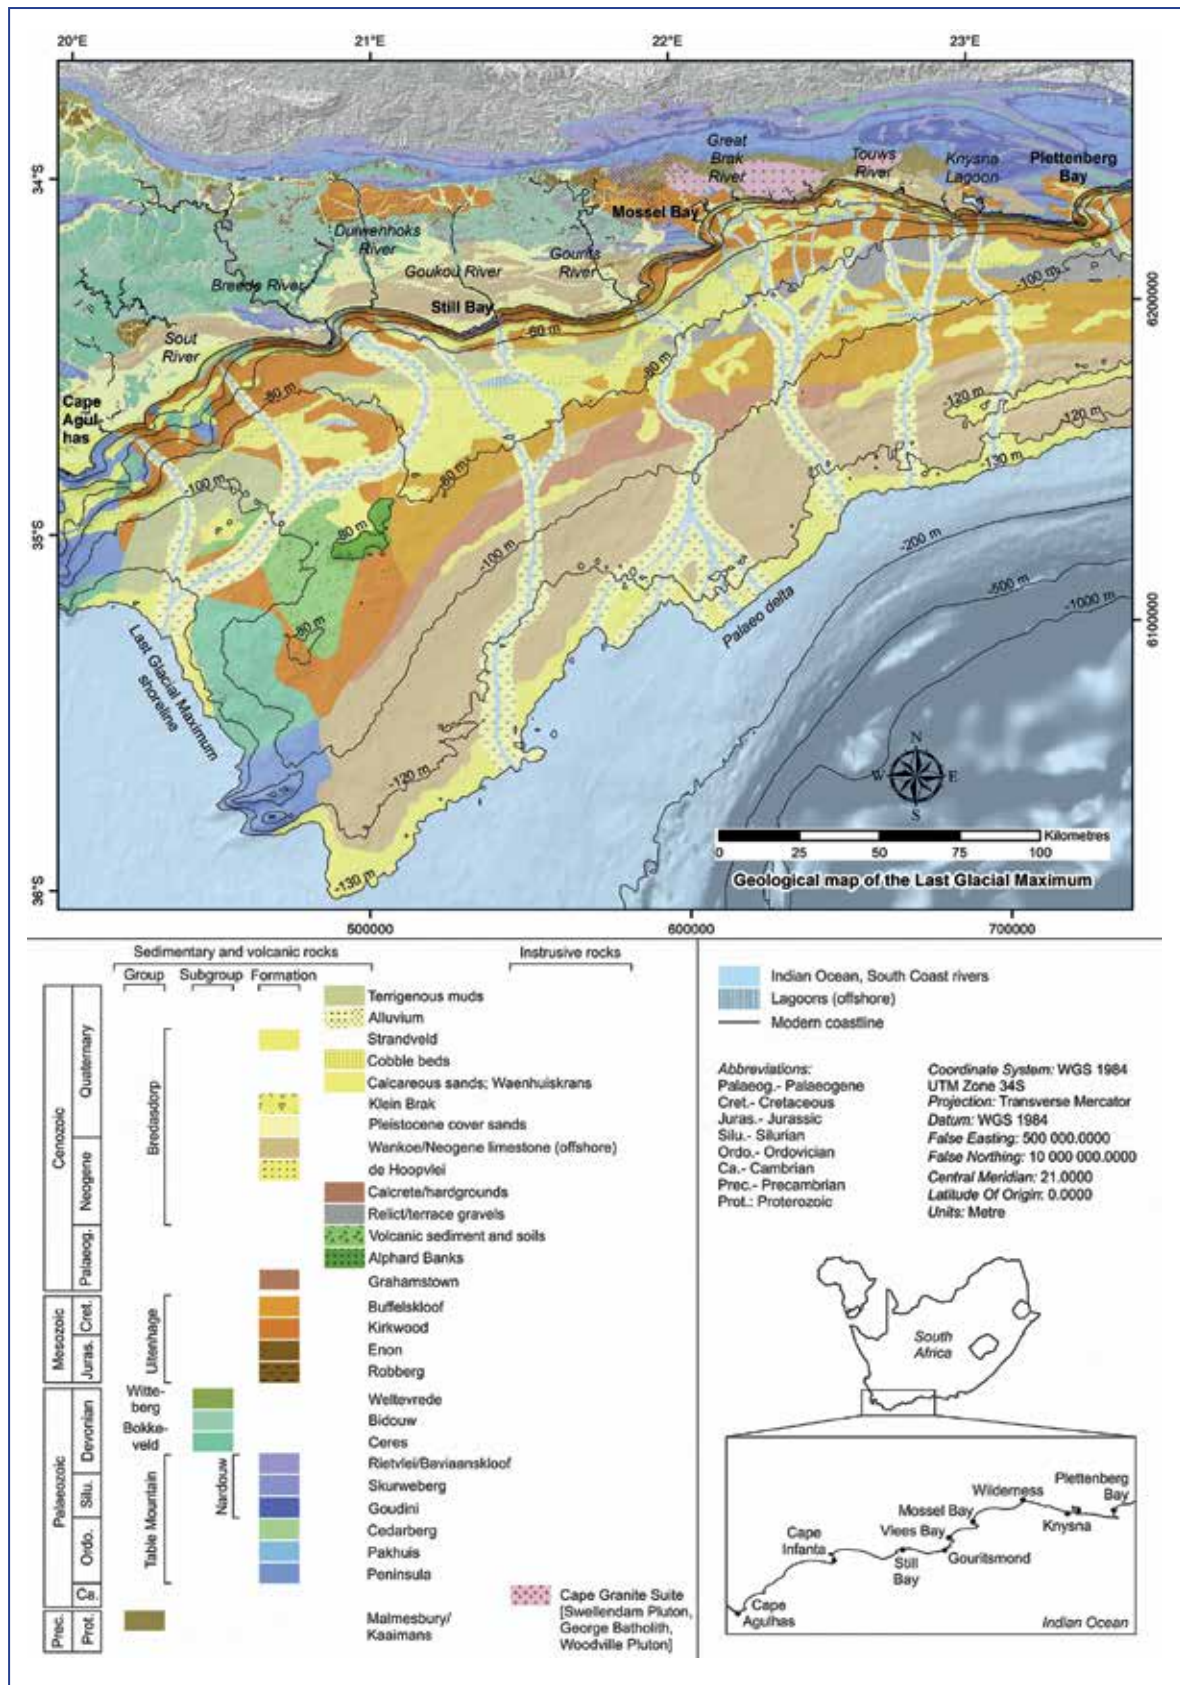 20°E 21°E 22°E 23°E
34°S
35°S
36°S
Great
Brak
River
Touws
River
Knysna
Lagoon
Plettenberg
Bay
Mossel Bay
Duiwenhoks
River
Goukou River
Gourits
River
Breede River
Still Bay
Sout
River
Cape
Agul-
has
-60 m
-80 m
-80 m
-80 m
-80 m
-80 m
-100 m
-100 m
-100 m
-120 m
-120 m
-120 m
-130 m
-130 m
-200 m
-500 m
-1000 m
Palaeo delta
Last Glacial Maximum
shoreline
N
W E
S
Kilometres
0 25 50 75 100
Geological map of the Last Glacial Maximum
6200000
6100000
500000 600000 700000
Sedimentary and volcanic rocks
Instrusive rocks
Group Subgroup Formation
Cenozoic
Quaternary
Neogene
Palaeog.
Bredasdorp
Terrigenous muds
Alluvium
Strandveld
Cobble beds
Calcareous sands; Waenhuiskrans
Klein Brak
Pleistocene cover sands
Wankoe/Neogene limestone (offshore)
de Hoopvlei
Calcrete/hardgrounds
Relict/terrace gravels
Volcanic sediment and soils
Alphard Banks
Grahamstown
Mesozoic
Cret.
Juras.
Uitenhage
Buffelskloof
Kirkwood
Enon
Robberg
Palaeozoic
Devonian
Silu.
Ordo.
Ca.
Witte-
berg
Bokke-
veld
Table Mountain
Nardouw
Weltevrede
Bidouw
Ceres
Rietvlei/Baviaanskloof
Skurweberg
Goudini
Cedarberg
Pakhuis
Peninsula
Prec.
Prot.
Malmesbury/
Kaaimans
Cape Granite Suite
[Swellendam Pluton,
George Batholith,
Woodville Pluton]
Indian Ocean, South Coast rivers
Lagoons (offshore)
Modern coastline
Abbreviations:
Palaeog.- Palaeogene
Cret.- Cretaceous
Juras.- Jurassic
Silu.- Silurian
Ordo.- Ordovician
Ca.- Cambrian
Prec.- Precambrian
Prot.: Proterozoic
Coordinate System: WGS 1984
UTM Zone 34S
Projection: Transverse Mercator
Datum: WGS 1984
False Easting: 500 000.0000
False Northing: 10 000 000.0000
Central Meridian: 21.0000
Latitude Of Origin: 0.0000
Units: Metre
South
Africa
Wilderness
Plettenberg
Bay
Mossel Bay
Knysna
Vlees Bay
Cape
Infanta
Still
Bay
Gouritsmond
Cape
Agulhas
Indian Ocean